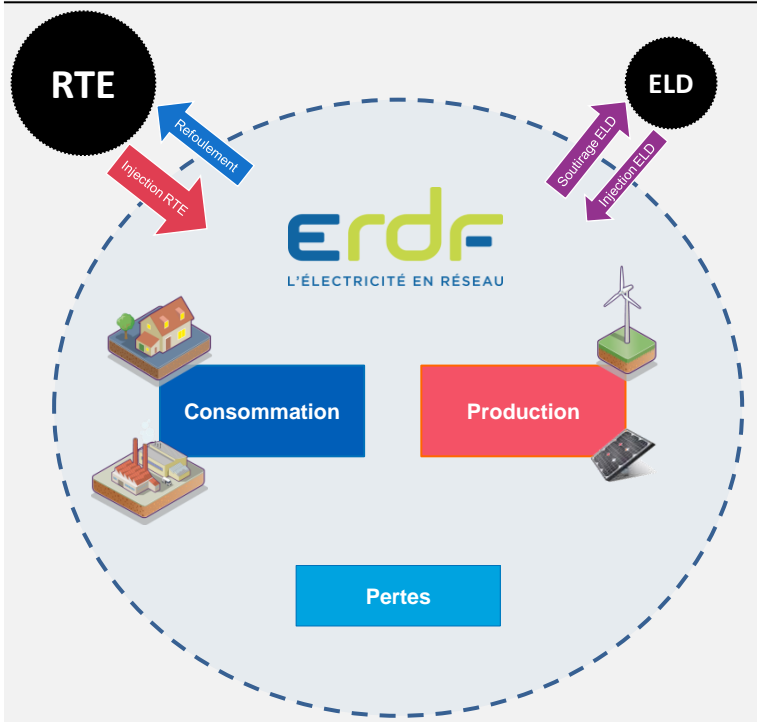 RTE
ELD
Refoulement
Injection RTE
Soutirage ELD
Injection ELD
erdf
L'ÉLECTRICITÉ EN RÉSEAU
Consommation
Production
Pertes